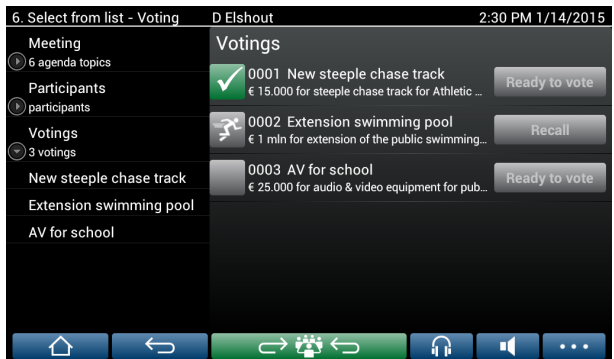 6. Select from list - Voting D Elshout 2:30 PM 1/14/2015
Meeting
6 agenda topics
Participants
participants
Votings
3 votings
New steeple chase track
Extension swimming pool
AV for school
Votings
0001 New steeple chase track
€ 15.000 for steeple chase track for Athletic ...
Ready to vote
0002 Extension swimming pool
€ 1 mln for extension of the public swimming...
Recall
0003 AV for school
€ 25.000 for audio & video equipment for pub...
Ready to vote